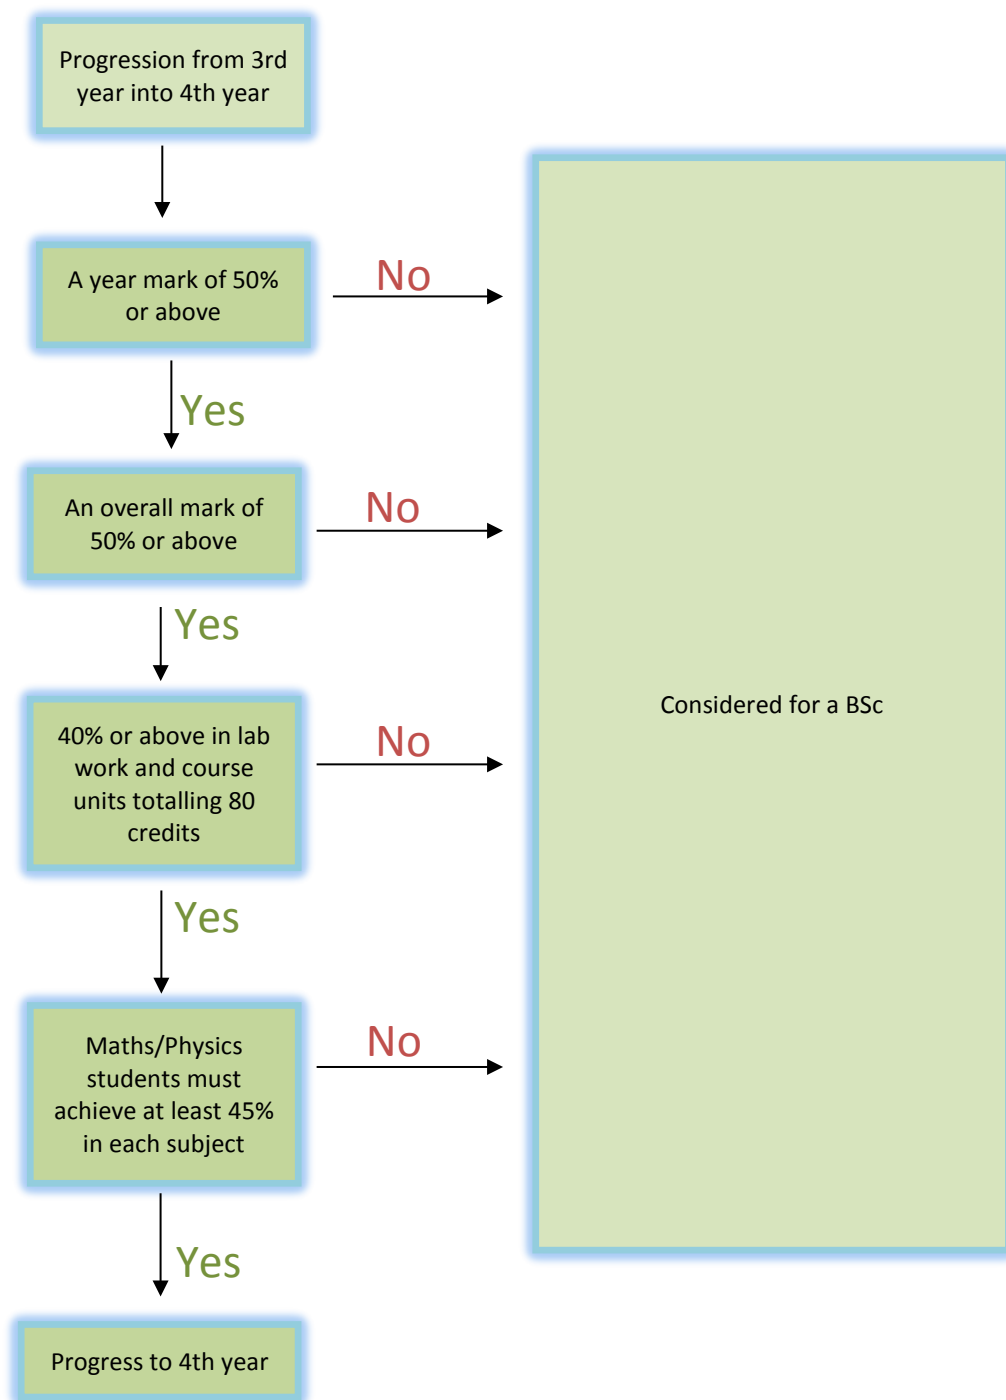 Progression from 3rd
year into 4th year
A year mark of 50%
or above
No
Yes
An overall mark of
50% or above
No
Yes
40% or above in lab
work and course
units totalling 80
credits
No
Yes
Maths/Physics
students must
achieve at least 45%
in each subject
No
Yes
Progress to 4th year
Considered for a BSc